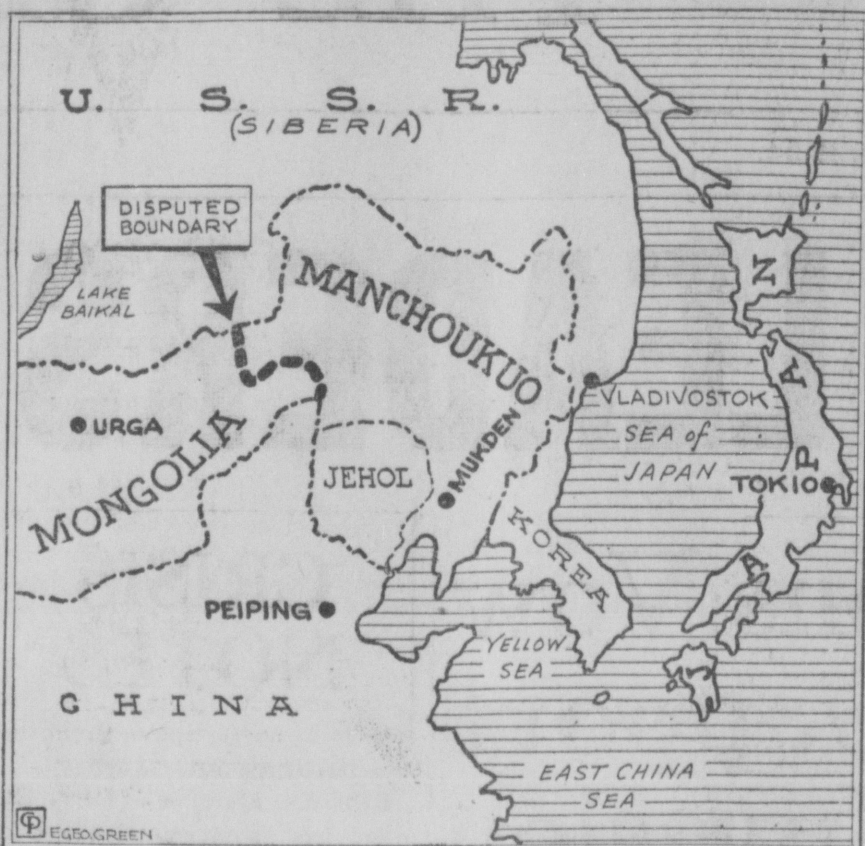 U. S. S. R.
(SIBERIA)
DISPUTED
BOUNDARY
LAKE
BAIKAL
MANCHOUKUO
N
A
P
A
VLADIVOSTOK
SEA of
JAPAN
TOKIO
URGA
MONGOLIA
JEHOL
MUKDEN
KOREA
PEIPING
YELLOW
SEA
CHINA
EAST CHINA
SEA
CP
E.GEO.GREEN